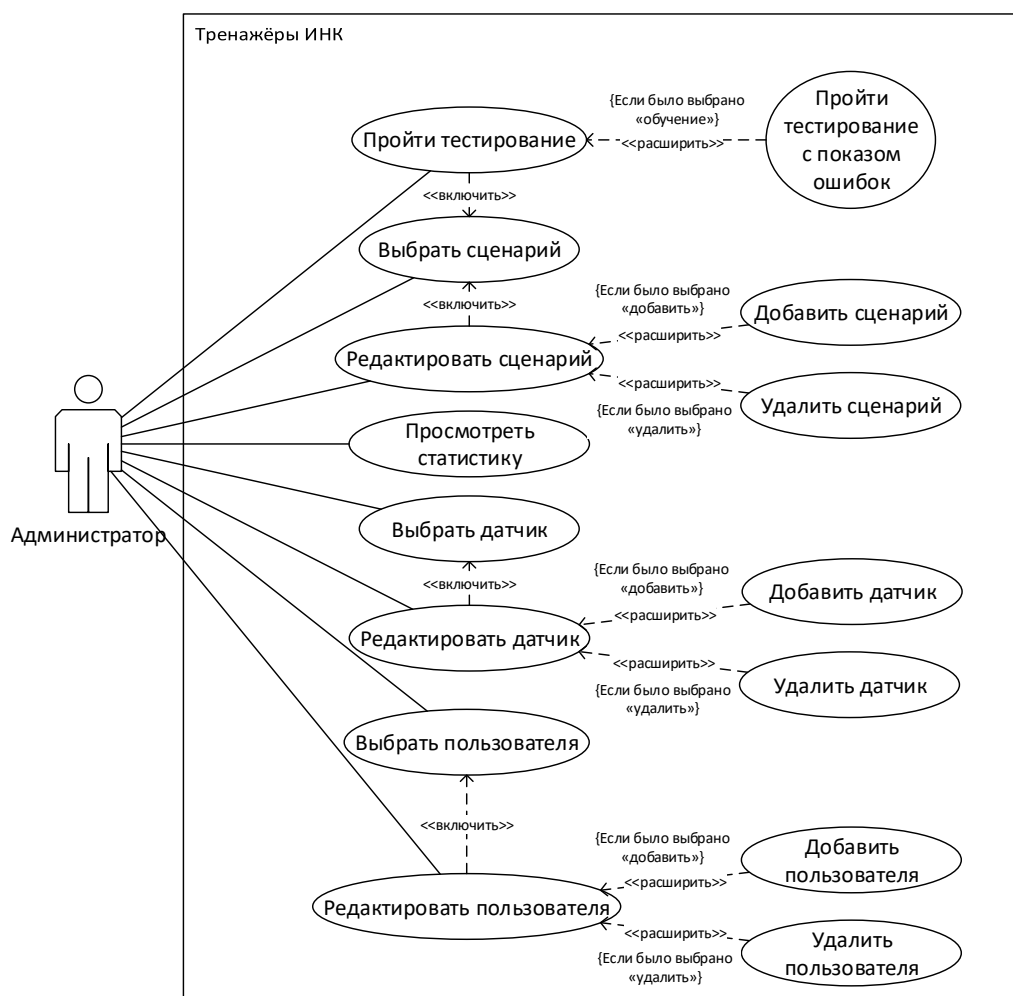 Тренажёры ИНК
{Если было выбрано
«обучение»}
<<расширить>>
Пройти
тестирование
с показом
ошибок
Пройти тестирование
<<включить>>
Выбрать сценарий
<<включить>>
{Если было выбрано
«добавить»}
<<расширить>>
Добавить сценарий
Редактировать сценарий
<<расширить>>
{Если было выбрано
«удалить»}
Удалить сценарий
Просмотреть
статистику
Администратор
Выбрать датчик
<<включить>>
{Если было выбрано
«добавить»}
<<расширить>>
Добавить датчик
Редактировать датчик
<<расширить>>
{Если было выбрано
«удалить»}
Удалить датчик
Выбрать пользователя
<<включить>>
{Если было выбрано
«добавить»}
<<расширить>>
Добавить
пользователя
Редактировать пользователя
<<расширить>>
{Если было выбрано
«удалить»}
Удалить
пользователя